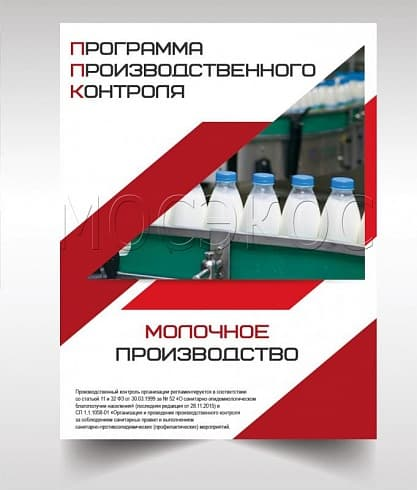 ПРОГРАММА
ПРОИЗВОДСТВЕННОГО
КОНТРОЛЯ
МОСЭКОС
МОЛОЧНОЕ
ПРОИЗВОДСТВО
Производственный контроль организации регламентируется в соответствии
со статьей 11 и 32 ФЗ от 30.03.1999 за № 52 «О санитарно эпидемиологическом
благополучии населения» (последняя редакция от 28.11.2015) и
СП 1.1.1058-01 «Организация и проведение производственного контроля
за соблюдением санитарных правил и выполнением
санитарно-противоэпидемических (профилактических) мероприятий.